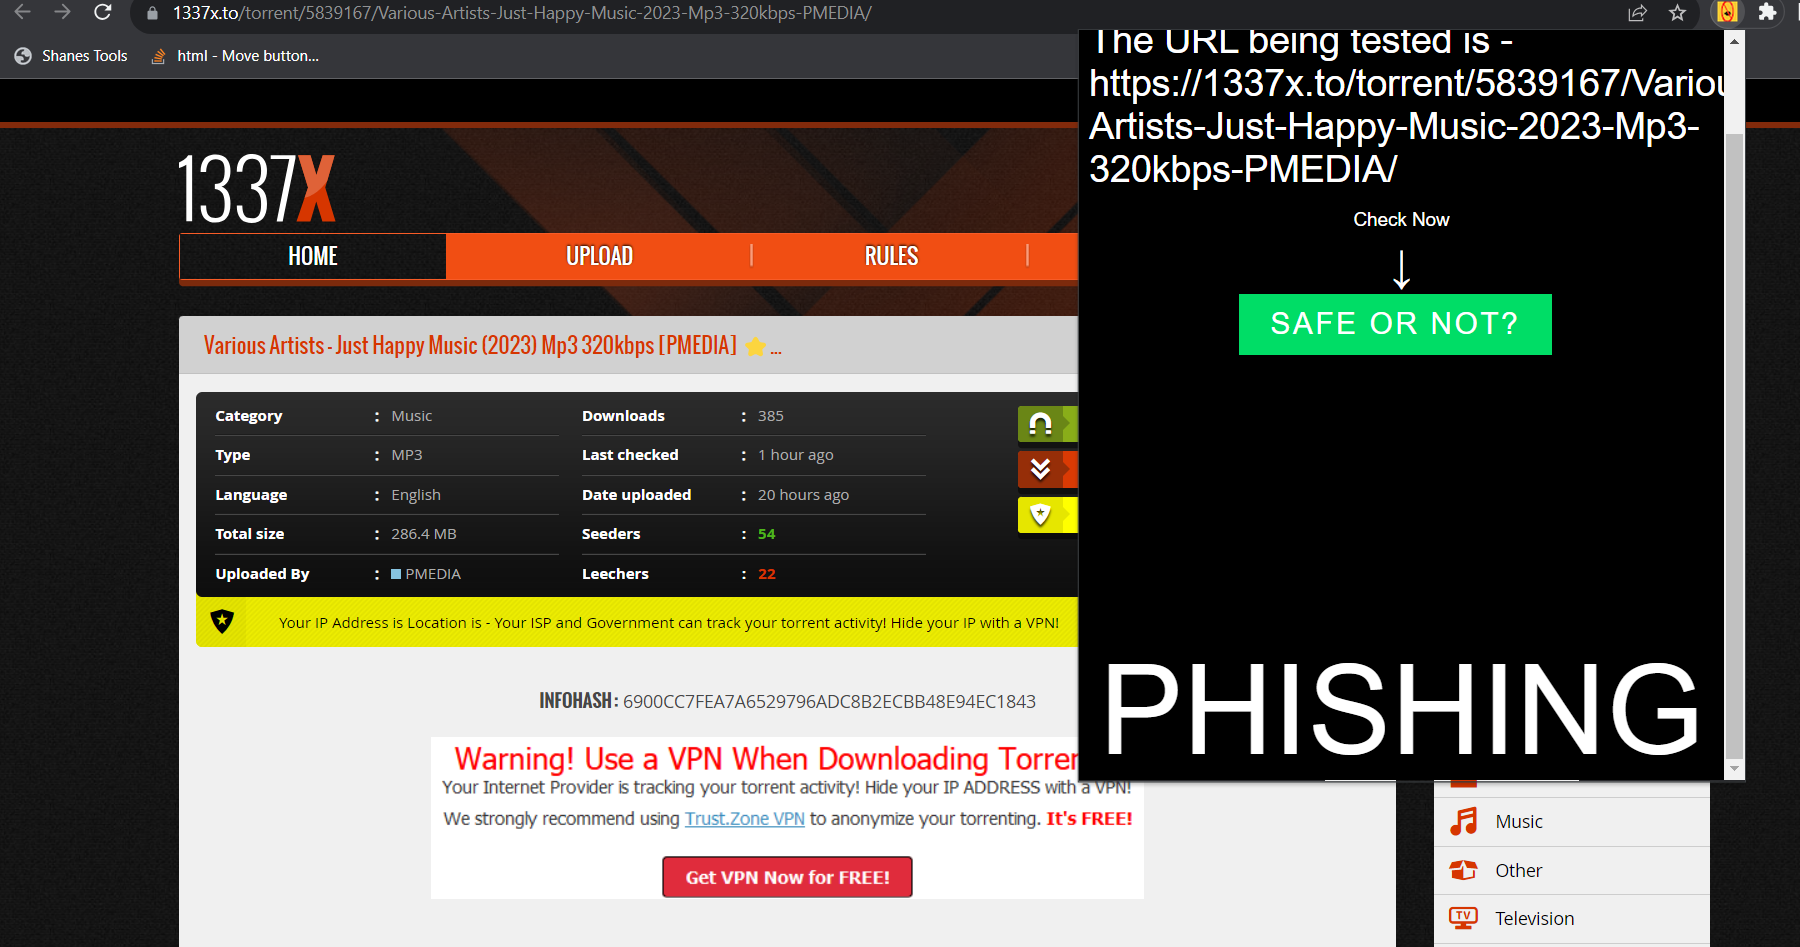 1337x.to/torrent/5839167/Various-Artists-Just-Happy-Music-2023-Mp3-320kbps-PMEDIA/
Shanes Tools
html - Move button...
1337X
HOME
UPLOAD
RULES
Various Artists - Just Happy Music (2023) Mp3 320kbps [PMEDIA] ⭐ ...
Category : Music
Downloads : 385
Type : MP3
Last checked : 1 hour ago
Language : English
Date uploaded : 20 hours ago
Total size : 286.4 MB
Seeders : 54
Uploaded By : PMEDIA
Leechers : 22
Your IP Address is Location is - Your ISP and Government can track your torrent activity! Hide your IP with a VPN!
INFOHASH : 6900CC7FEA7A6529796ADC8B2ECBB48E94EC1843
Warning! Use a VPN When Downloading Torre
Your Internet Provider is tracking your torrent activity! Hide your IP ADDRESS with a VPN!
We strongly recommend using Trust.Zone VPN to anonymize your torrenting. It's FREE!
Get VPN Now for FREE!
The URL being tested is -
https://1337x.to/torrent/5839167/Variou
Artists-Just-Happy-Music-2023-Mp3-
320kbps-PMEDIA/
Check Now
↓
SAFE OR NOT?
PHISHING
Music
Other
TV
Television